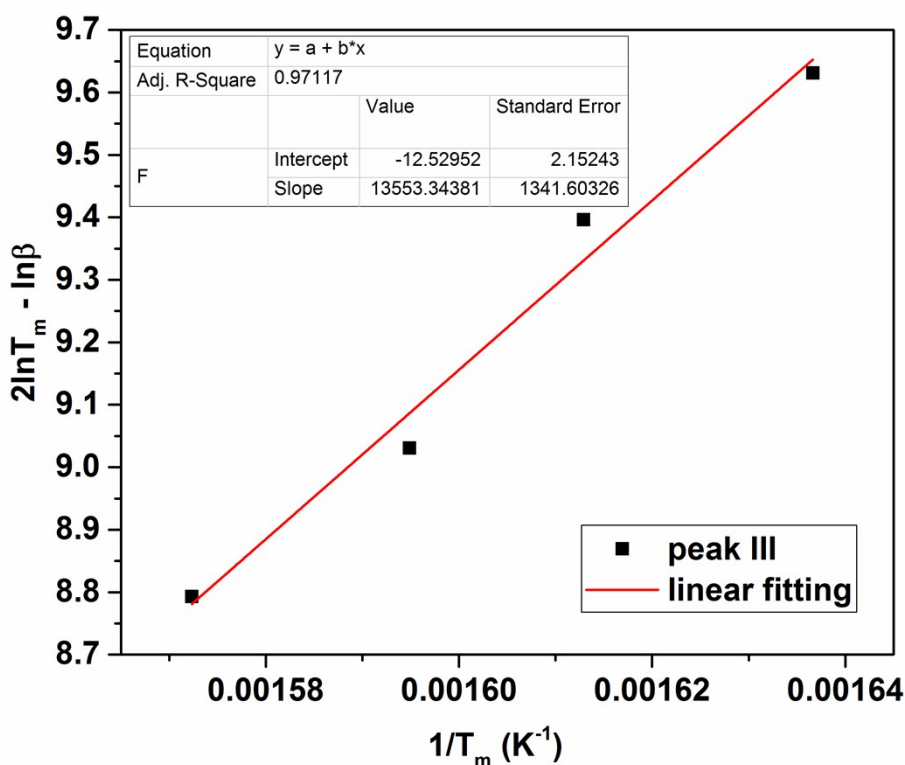 9.7
9.6
9.5
9.4
9.3
9.2
9.1
9.0
8.9
8.8
8.7
2lnTₘ - lnβ
Equation y = a + b*x
Adj. R-Square 0.97117
Value Standard Error
F
Intercept -12.52952 2.15243
Slope 13553.34381 1341.60326
peak III
linear fitting
0.00158 0.00160 0.00162 0.00164
1/Tₘ (K⁻¹)